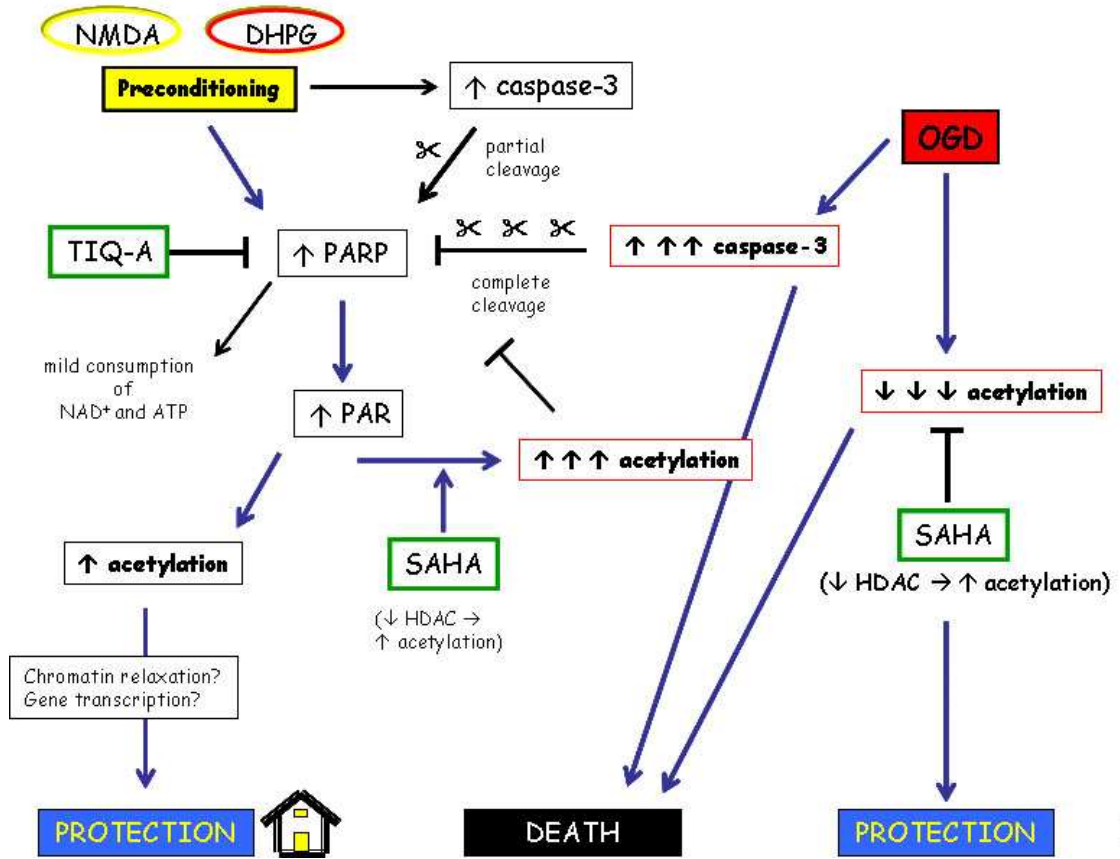 NMDA
DHPG
Preconditioning
↑ caspase-3
OGD
partial
cleavage
TIQ-A
↑ PARP
↑ ↑ ↑ caspase-3
complete
cleavage
mild consumption
of
NAD⁺ and ATP
↑ PAR
↓ ↓ ↓ acetylation
↑ ↑ ↑ acetylation
↑ acetylation
SAHA
SAHA
(↓ HDAC → ↑ acetylation)
(↓ HDAC →
↑ acetylation)
Chromatin relaxation?
Gene transcription?
PROTECTION
DEATH
PROTECTION